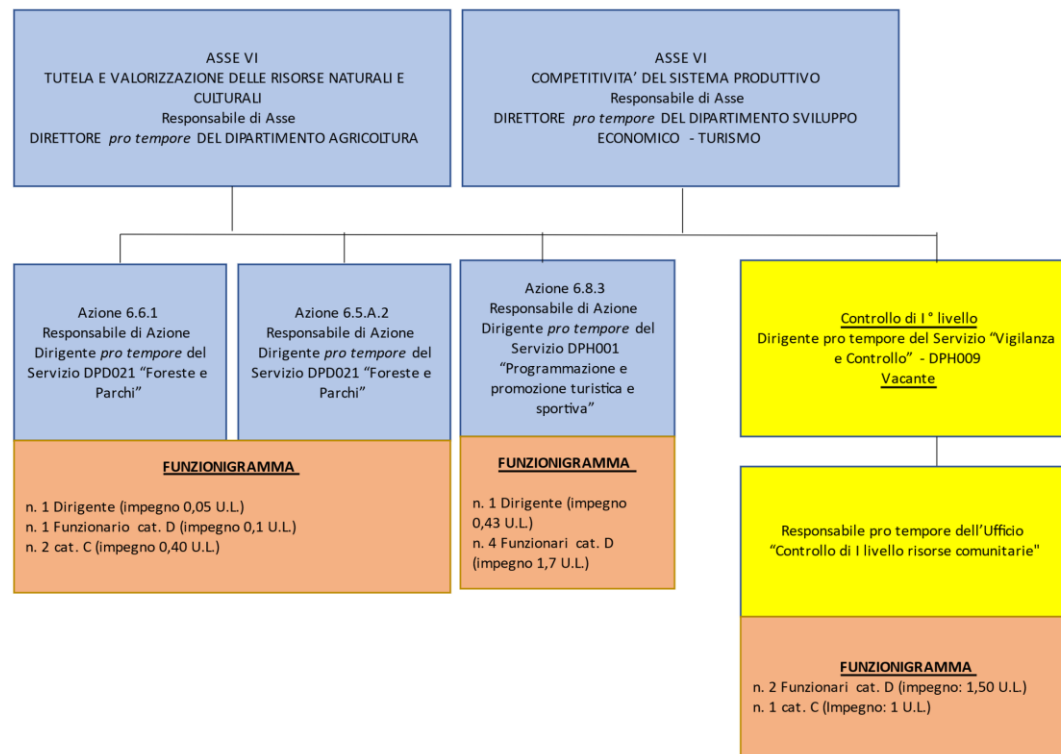 ASSE VI
TUTELA E VALORIZZAZIONE DELLE RISORSE NATURALI E
CULTURALI
Responsabile di Asse
DIRETTORE pro tempore DEL DIPARTIMENTO AGRICOLTURA
ASSE VI
COMPETITIVITA’ DEL SISTEMA PRODUTTIVO
Responsabile di Asse
DIRETTORE pro tempore DEL DIPARTIMENTO SVILUPPO
ECONOMICO - TURISMO
Azione 6.6.1
Responsabile di Azione
Dirigente pro tempore del
Servizio DPD021 “Foreste e
Parchi”
Azione 6.5.A.2
Responsabile di Azione
Dirigente pro tempore del
Servizio DPD021 “Foreste e
Parchi”
Azione 6.8.3
Responsabile di Azione
Dirigente pro tempore del
Servizio DPH001
“Programmazione e
promozione turistica e
sportiva”
Controllo di I° livello
Dirigente pro tempore del Servizio “Vigilanza
e Controllo” - DPH009
Vacante
FUNZIONIGRAMMA
n. 1 Dirigente (impegno 0,05 U.L.)
n. 1 Funzionario cat. D (impegno 0,1 U.L.)
n. 2 cat. C (impegno 0,40 U.L.)
FUNZIONIGRAMMA
n. 1 Dirigente (impegno
0,43 U.L.)
n. 4 Funzionari cat. D
(impegno 1,7 U.L.)
Responsabile pro tempore dell’Ufficio
“Controllo di I livello risorse comunitarie"
FUNZIONIGRAMMA
n. 2 Funzionari cat. D (impegno: 1,50 U.L.)
n. 1 cat. C (Impegno: 1 U.L.)